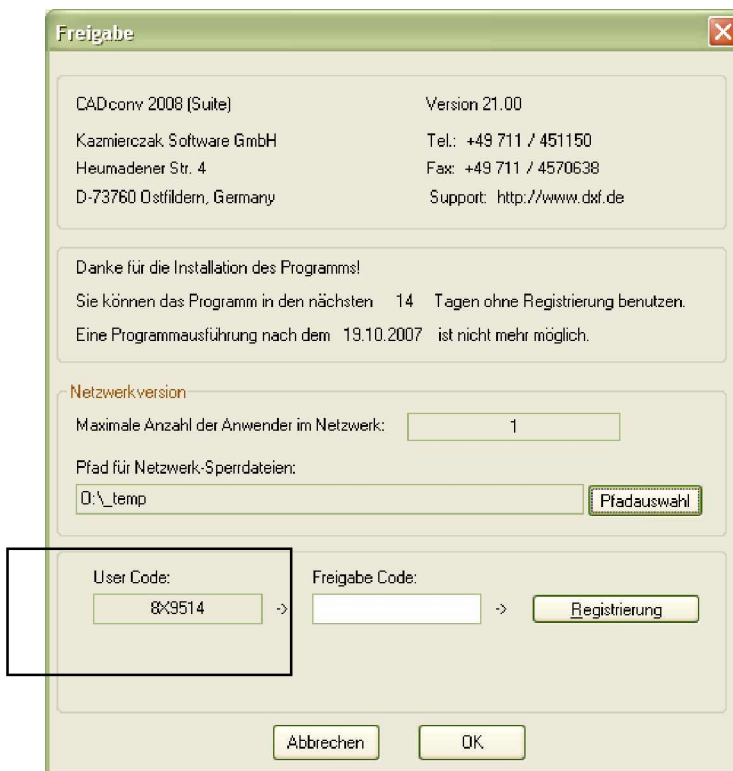 Freigabe
CADconv 2008 (Suite) Version 21.00
Kazmierczak Software GmbH Tel.: +49 711 / 451150
Heumadener Str. 4 Fax: +49 711 / 4570638
D-73760 Ostfildern, Germany Support: http://www.dxf.de
Danke für die Installation des Programms!
Sie können das Programm in den nächsten 14 Tagen ohne Registrierung benutzen.
Eine Programmausführung nach dem 19.10.2007 ist nicht mehr möglich.
Netzwerkversion
Maximale Anzahl der Anwender im Netzwerk: 1
Pfad für Netzwerk-Sperrdateien:
O:\_temp Pfadauswahl
User Code: Freigabe Code:
8X9514 -> -> Registrierung
Abbrechen OK